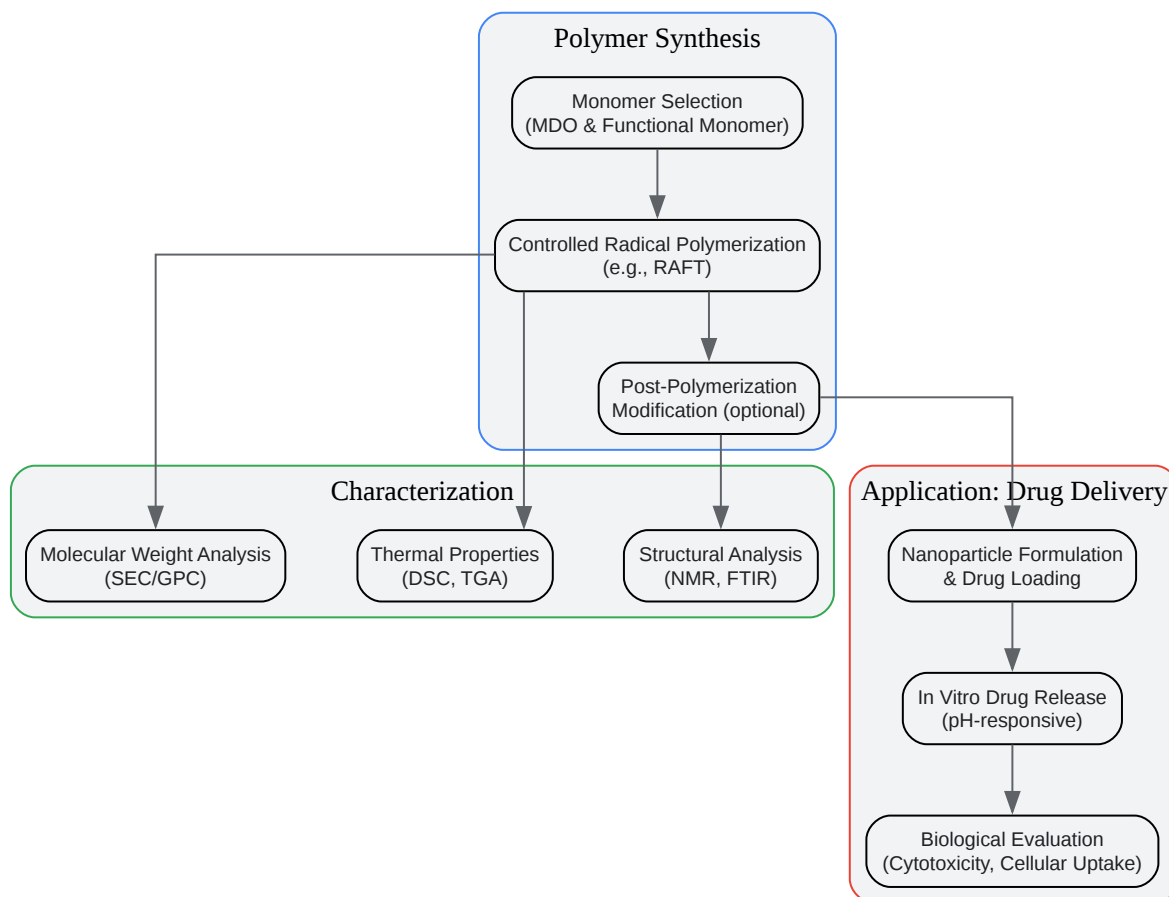 Polymer Synthesis
Monomer Selection
(MDO & Functional Monomer)
Controlled Radical Polymerization
(e.g., RAFT)
Post-Polymerization
Modification (optional)
Characterization
Molecular Weight Analysis
(SEC/GPC)
Thermal Properties
(DSC, TGA)
Structural Analysis
(NMR, FTIR)
Application: Drug Delivery
Nanoparticle Formulation
& Drug Loading
In Vitro Drug Release
(pH-responsive)
Biological Evaluation
(Cytotoxicity, Cellular Uptake)